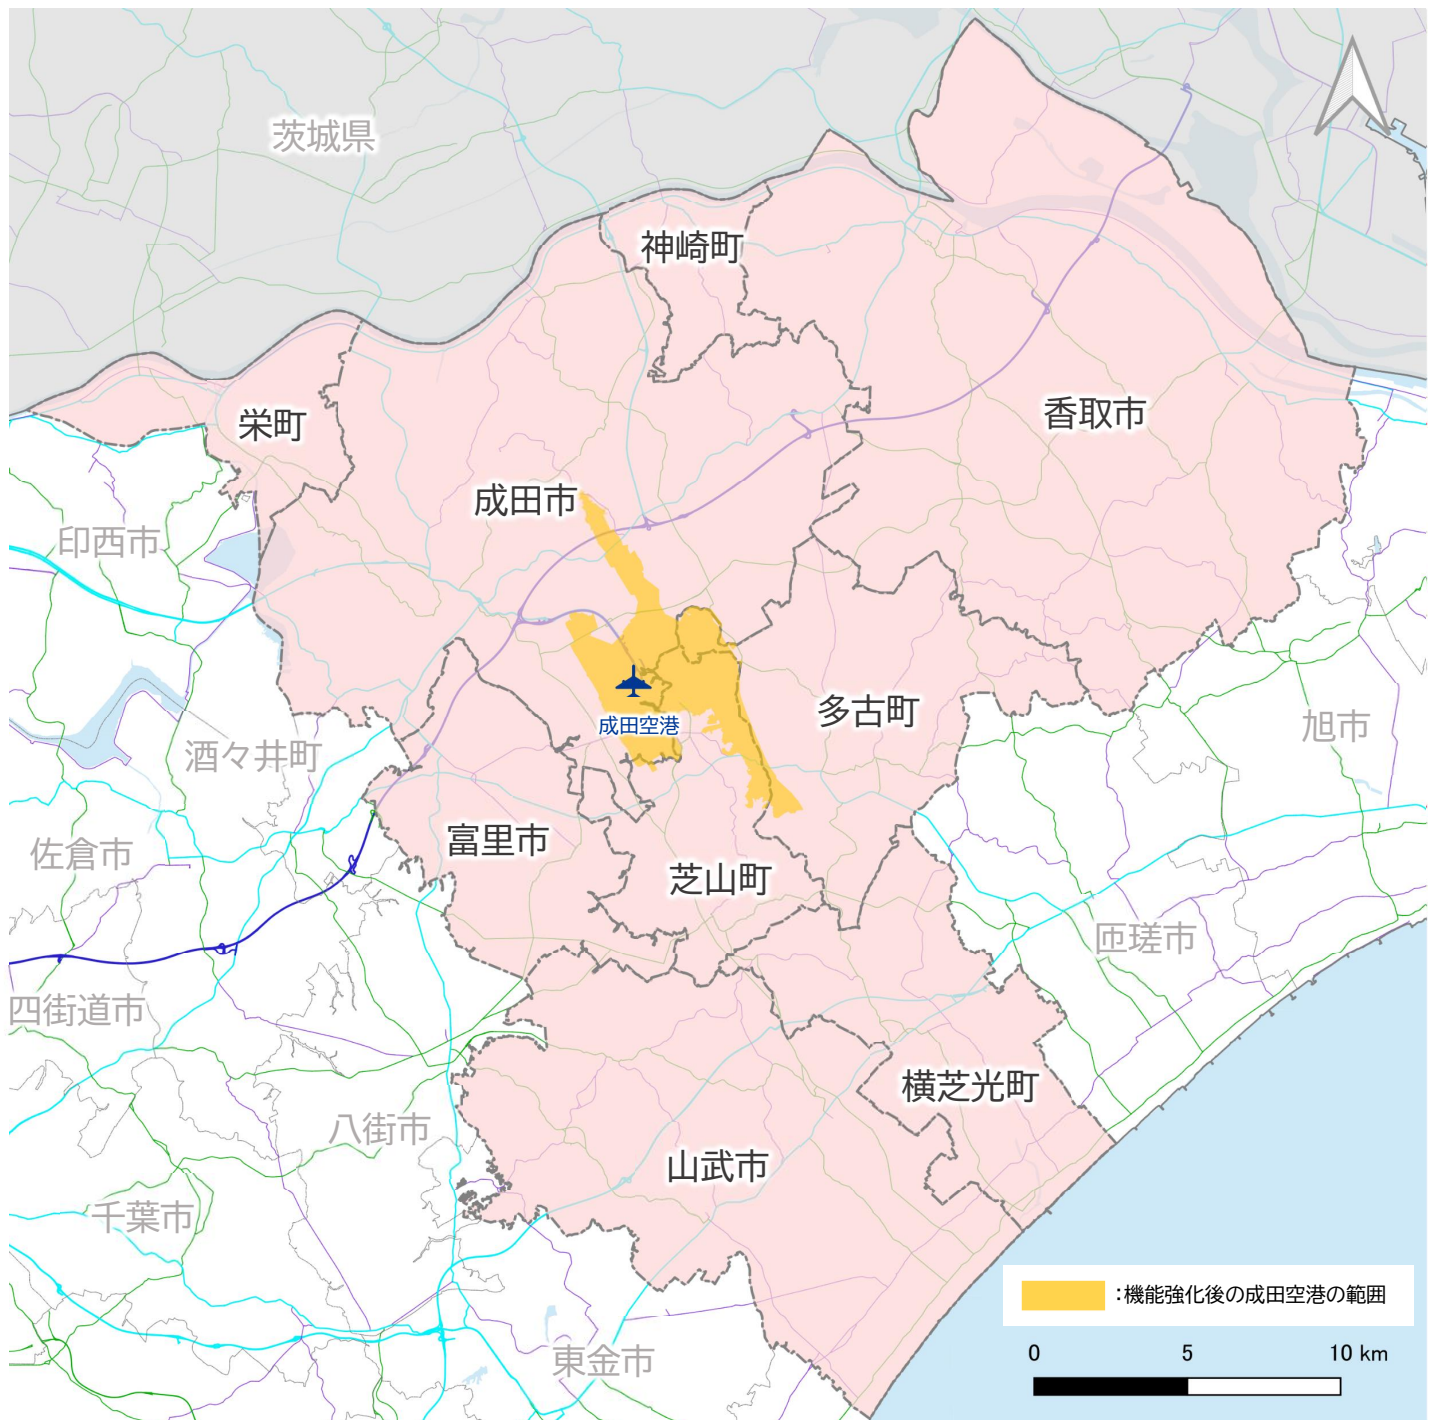 茨城県
神崎町
香取市
栄町
成田市
印西市
多古町
成田空港
旭市
酒々井町
富里市
佐倉市
芝山町
匝瑳市
四街道市
横芝光町
八街市
山武市
千葉市
:機能強化後の成田空港の範囲
東金市
0 5 10 km